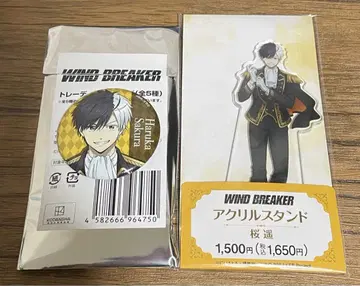 WIND BREAKER
トレーデ
(全5種)
Haruka
Sakura
4 582666 964750
KODANSHA
WIND BREAKER
アクリルスタンド
桜 遥
1,500円(税込1,650円)